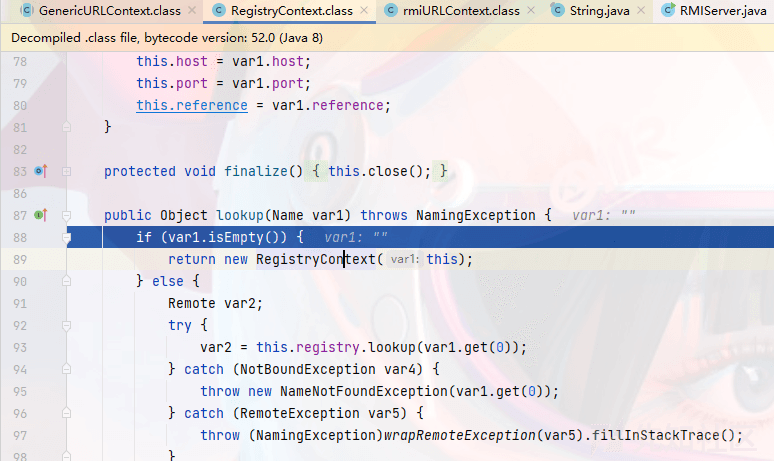 GenericURLContext.class × RegistryContext.class × rmiURLContext.class × String.java × RMIServer.java
Decompiled .class file, bytecode version: 52.0 (Java 8)
78 this.host = var1.host;
79 this.port = var1.port;
80 this.reference = var1.reference;
81 }
82
83 protected void finalize() { this.close(); }
86
87 public Object lookup(Name var1) throws NamingException { var1: ""
88 if (var1.isEmpty()) { var1: ""
89 return new RegistryContext( var1: this);
90 } else {
91 Remote var2;
92 try {
93 var2 = this.registry.lookup(var1.get(0));
94 } catch (NotBoundException var4) {
95 throw new NameNotFoundException(var1.get(0));
96 } catch (RemoteException var5) {
97 throw (NamingException)wrapRemoteException(var5).fillInStackTrace();
98 }